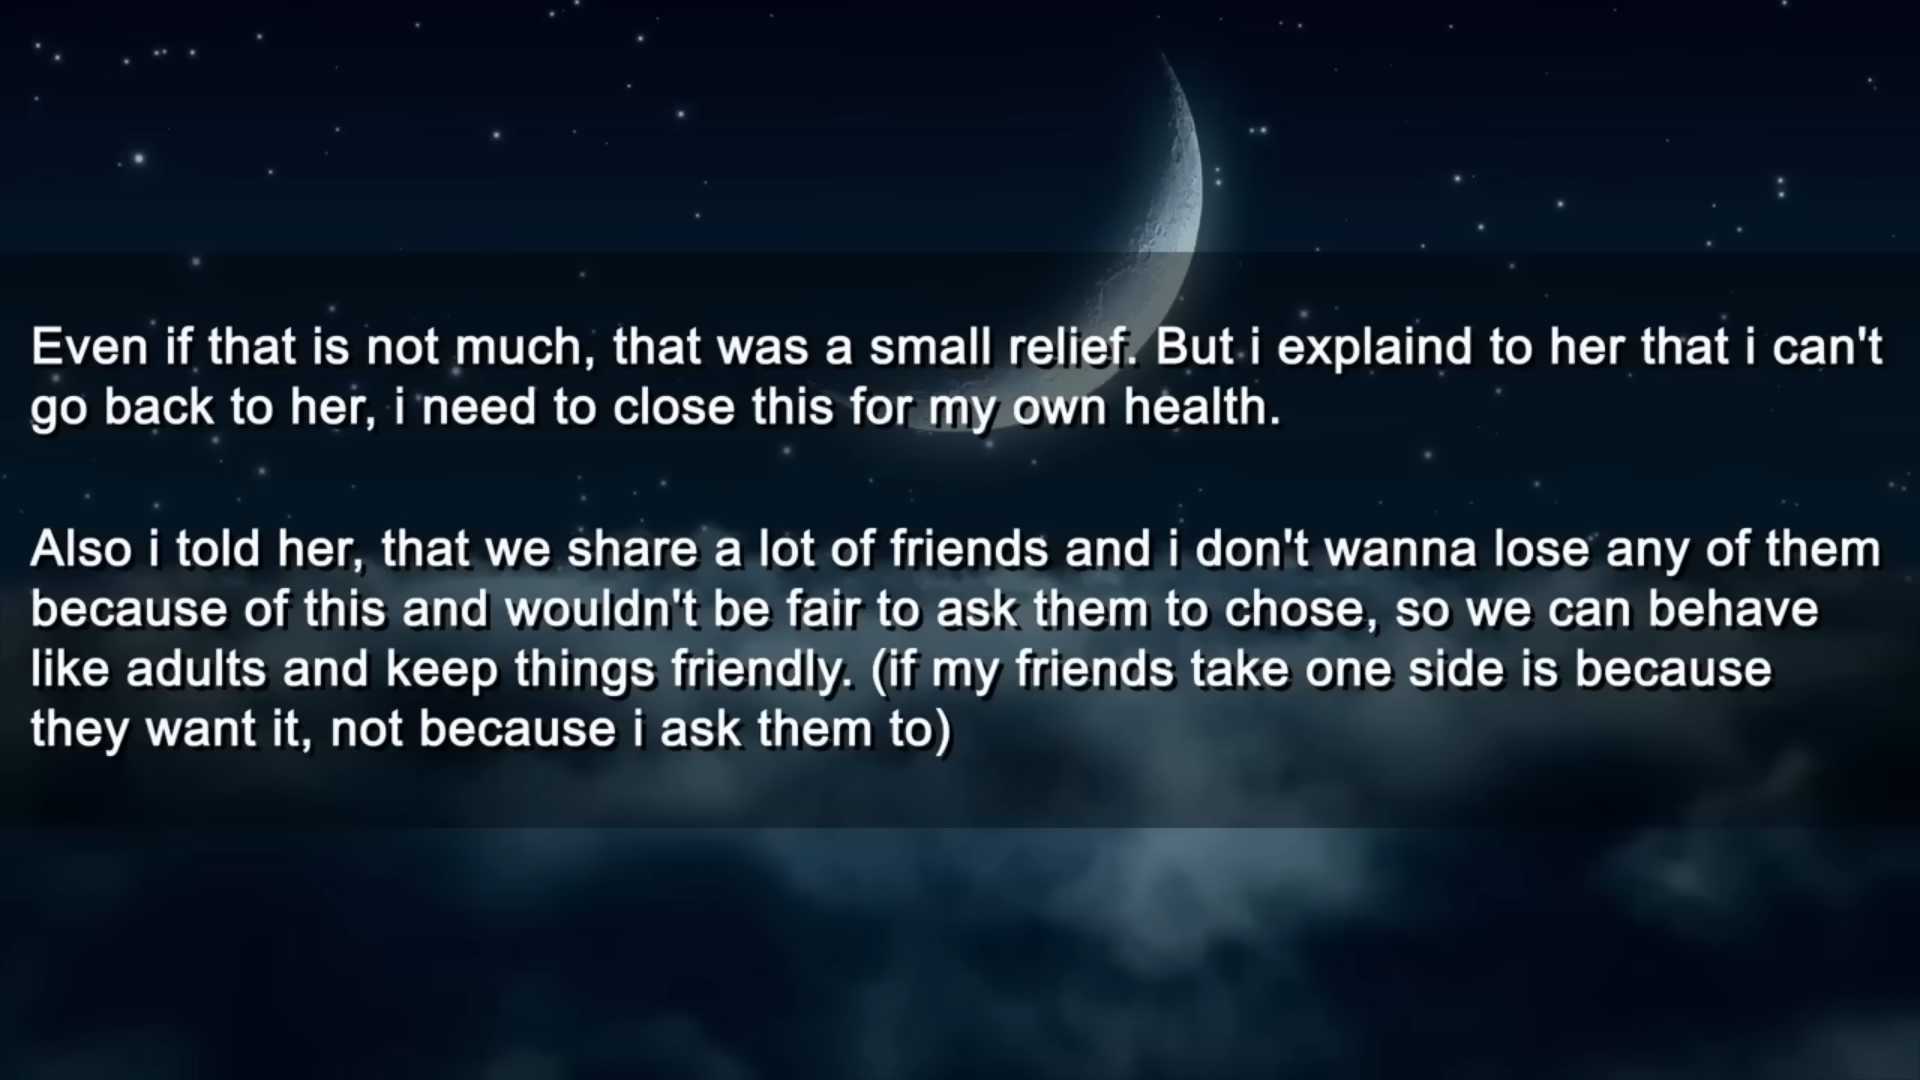 Even if that is not much, that was a small relief. But i explaind to her that i can't
go back to her, i need to close this for my own health.
Also i told her, that we share a lot of friends and i don't wanna lose any of them
because of this and wouldn't be fair to ask them to chose, so we can behave
like adults and keep things friendly. (if my friends take one side is because
they want it, not because i ask them to)